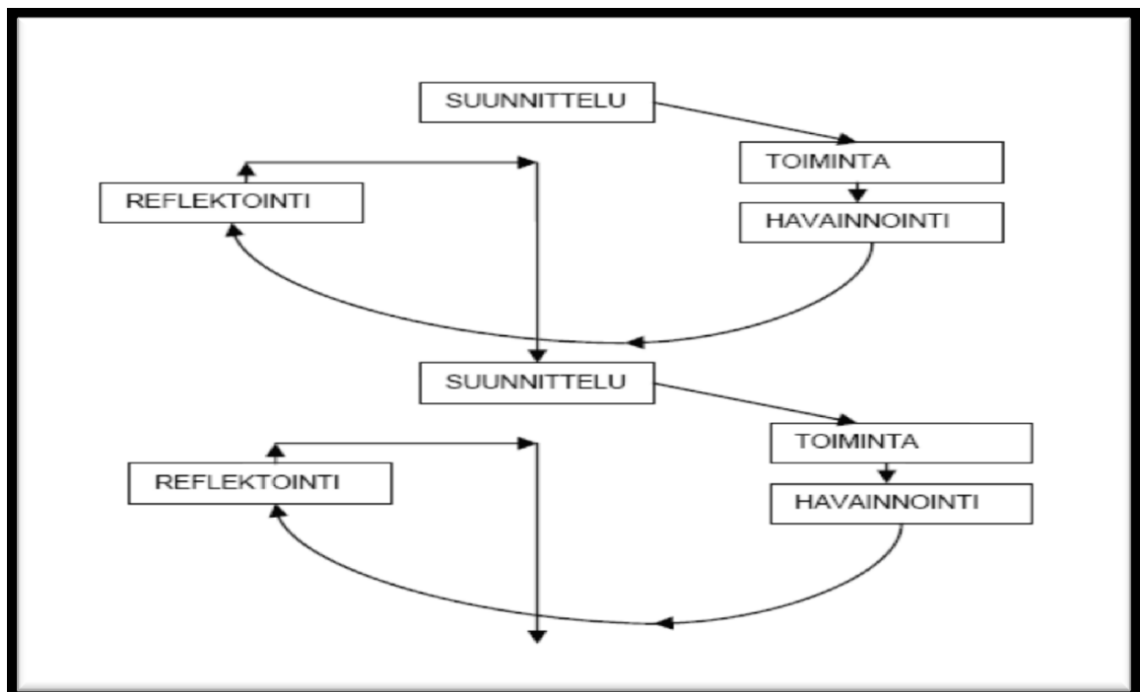 SUUNNITTELU
TOIMINTA
REFLEKTOINTI
HAVAINNOINTI
SUUNNITTELU
TOIMINTA
REFLEKTOINTI
HAVAINNOINTI